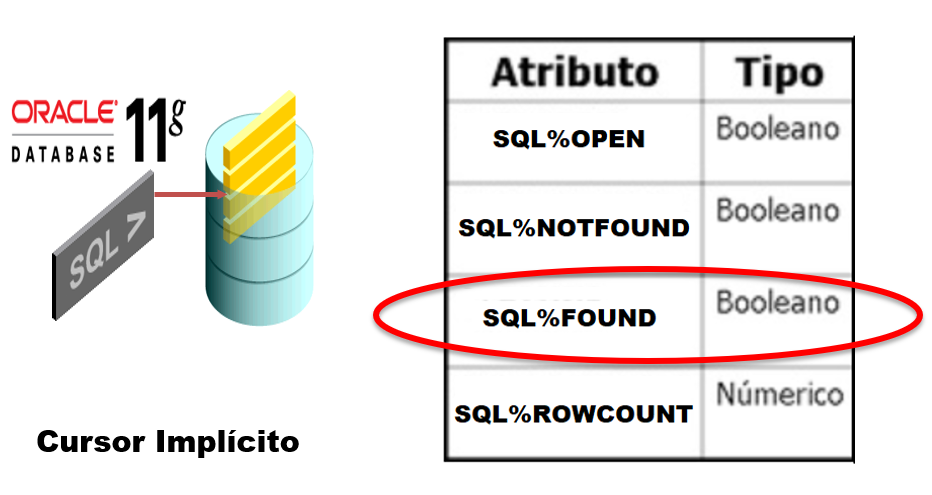 ORACLE
DATABASE
11g
SQL >
Cursor Implícito
Atributo Tipo
SQL%OPEN Booleano
SQL%NOTFOUND Booleano
SQL%FOUND Booleano
SQL%ROWCOUNT Númerico